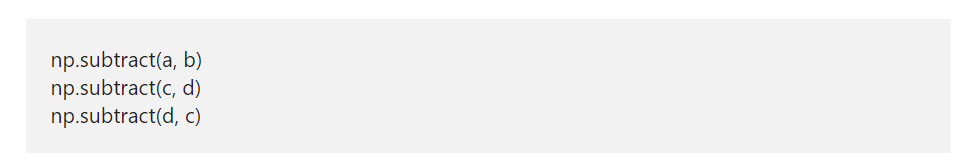 np.subtract(a, b)
np.subtract(c, d)
np.subtract(d, c)